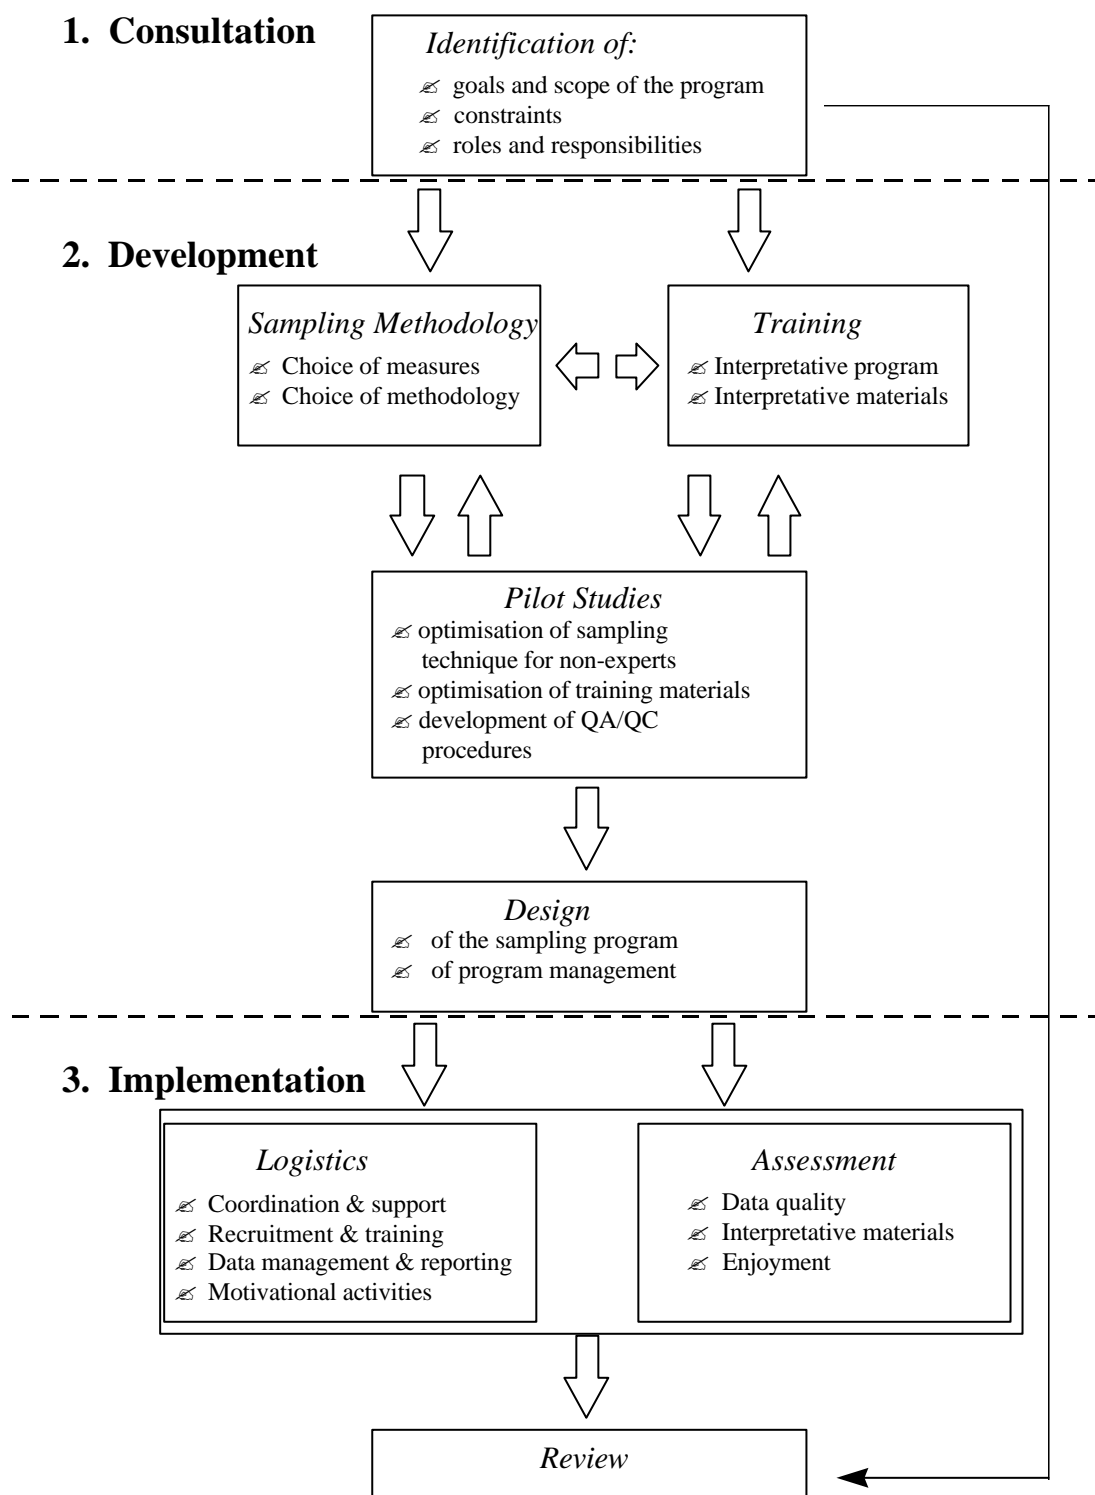 1. Consultation
Identification of:
goals and scope of the program
constraints
roles and responsibilities
2. Development
Sampling Methodology
Choice of measures
Choice of methodology
Training
Interpretative program
Interpretative materials
Pilot Studies
optimisation of sampling
technique for non-experts
optimisation of training materials
development of QA/QC
procedures
Design
of the sampling program
of program management
3. Implementation
Logistics
Coordination & support
Recruitment & training
Data management & reporting
Motivational activities
Assessment
Data quality
Interpretative materials
Enjoyment
Review